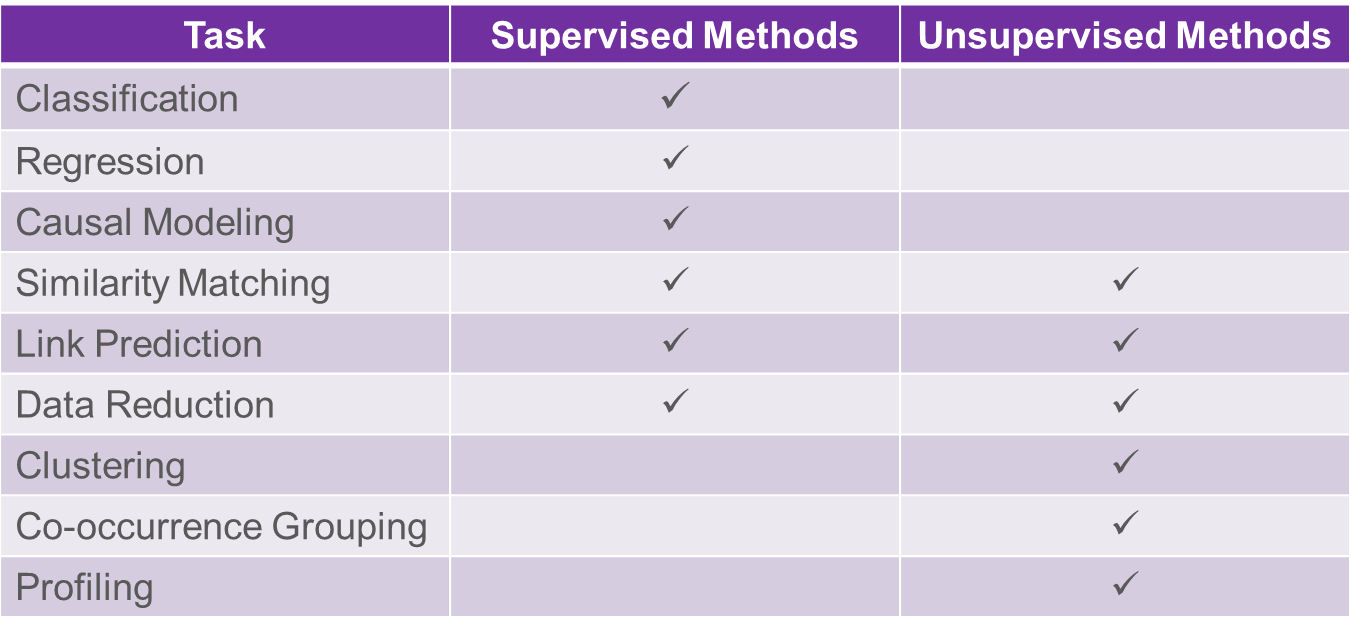 Task Supervised Methods Unsupervised Methods
Classification ✓
Regression ✓
Causal Modeling ✓
Similarity Matching ✓ ✓
Link Prediction ✓ ✓
Data Reduction ✓ ✓
Clustering ✓
Co-occurrence Grouping ✓
Profiling ✓